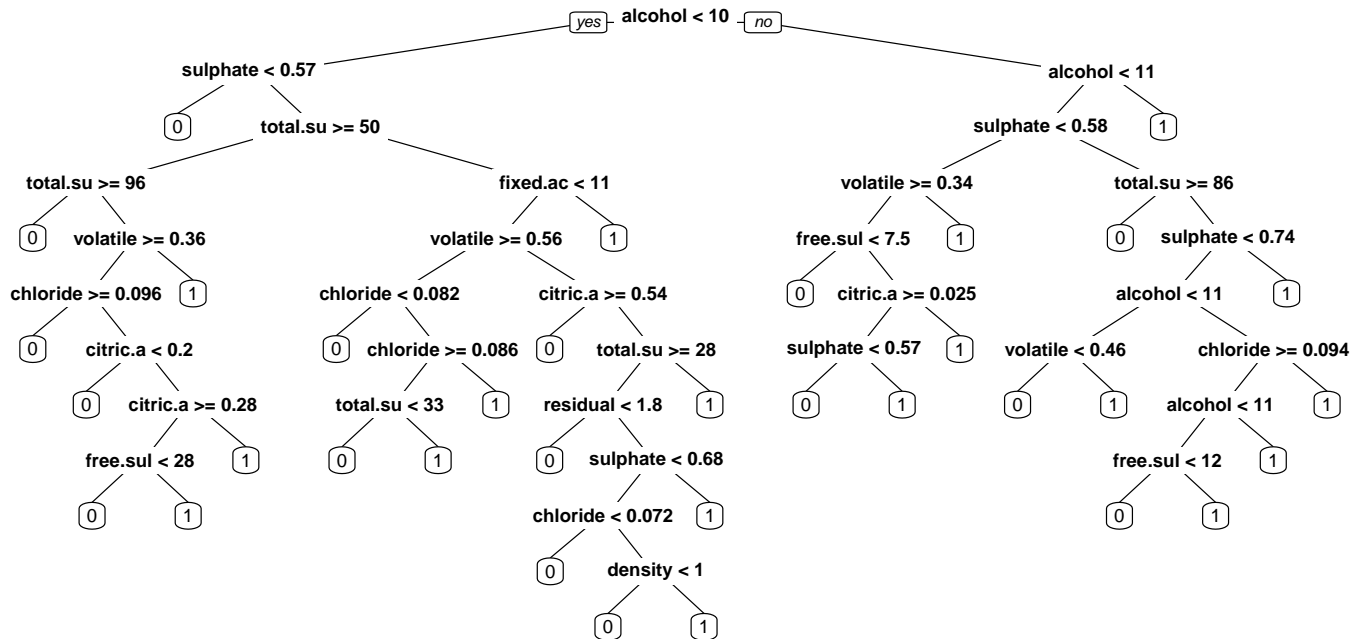 yes alcohol < 10 no
sulphate < 0.57 alcohol < 11
0 total.su >= 50 sulphate < 0.58 1
total.su >= 96 fixed.ac < 11 volatile >= 0.34 total.su >= 86
0 volatile >= 0.36 volatile >= 0.56 1 free.sul < 7.5 1 0 sulphate < 0.74
chloride >= 0.096 1 chloride < 0.082 citric.a >= 0.54 0 citric.a >= 0.025 alcohol < 11 1
0 citric.a < 0.2 0 chloride >= 0.086 0 total.su >= 28 sulphate < 0.57 1 volatile < 0.46 chloride >= 0.094
0 citric.a >= 0.28 total.su < 33 1 residual < 1.8 1 0 1 0 1 alcohol < 11 1
free.sul < 28 1 0 1 0 sulphate < 0.68 free.sul < 12 1
0 1 chloride < 0.072 1 0 1
0 density < 1
0 1